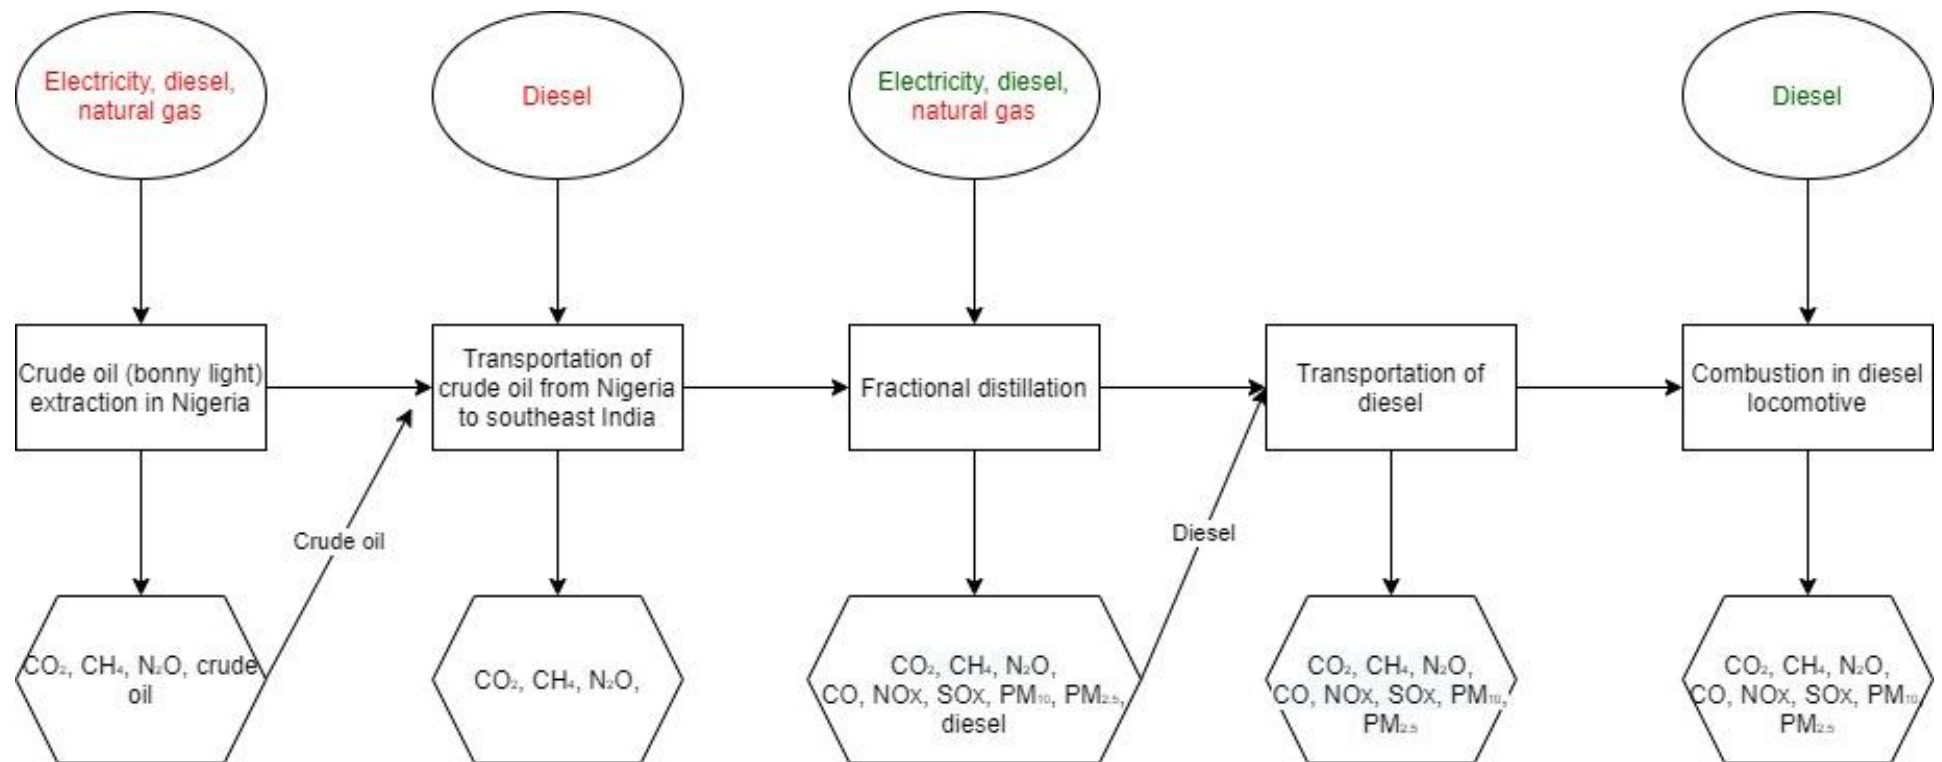 Electricity, diesel,
natural gas
Diesel
Electricity, diesel,
natural gas
Diesel
Crude oil (bonny light)
extraction in Nigeria
Transportation of
crude oil from Nigeria
to southeast India
Fractional distillation
Transportation of
diesel
Combustion in diesel
locomotive
Crude oil
Diesel
CO₂, CH₄, N₂O, crude
oil
CO₂, CH₄, N₂O,
CO₂, CH₄, N₂O,
CO, NOx, SOx, PM₁₀, PM₂.₅,
diesel
CO₂, CH₄, N₂O,
CO, NOx, SOx, PM₁₀,
PM₂.₅
CO₂, CH₄, N₂O,
CO, NOx, SOx, PM₁₀
PM₂.₅